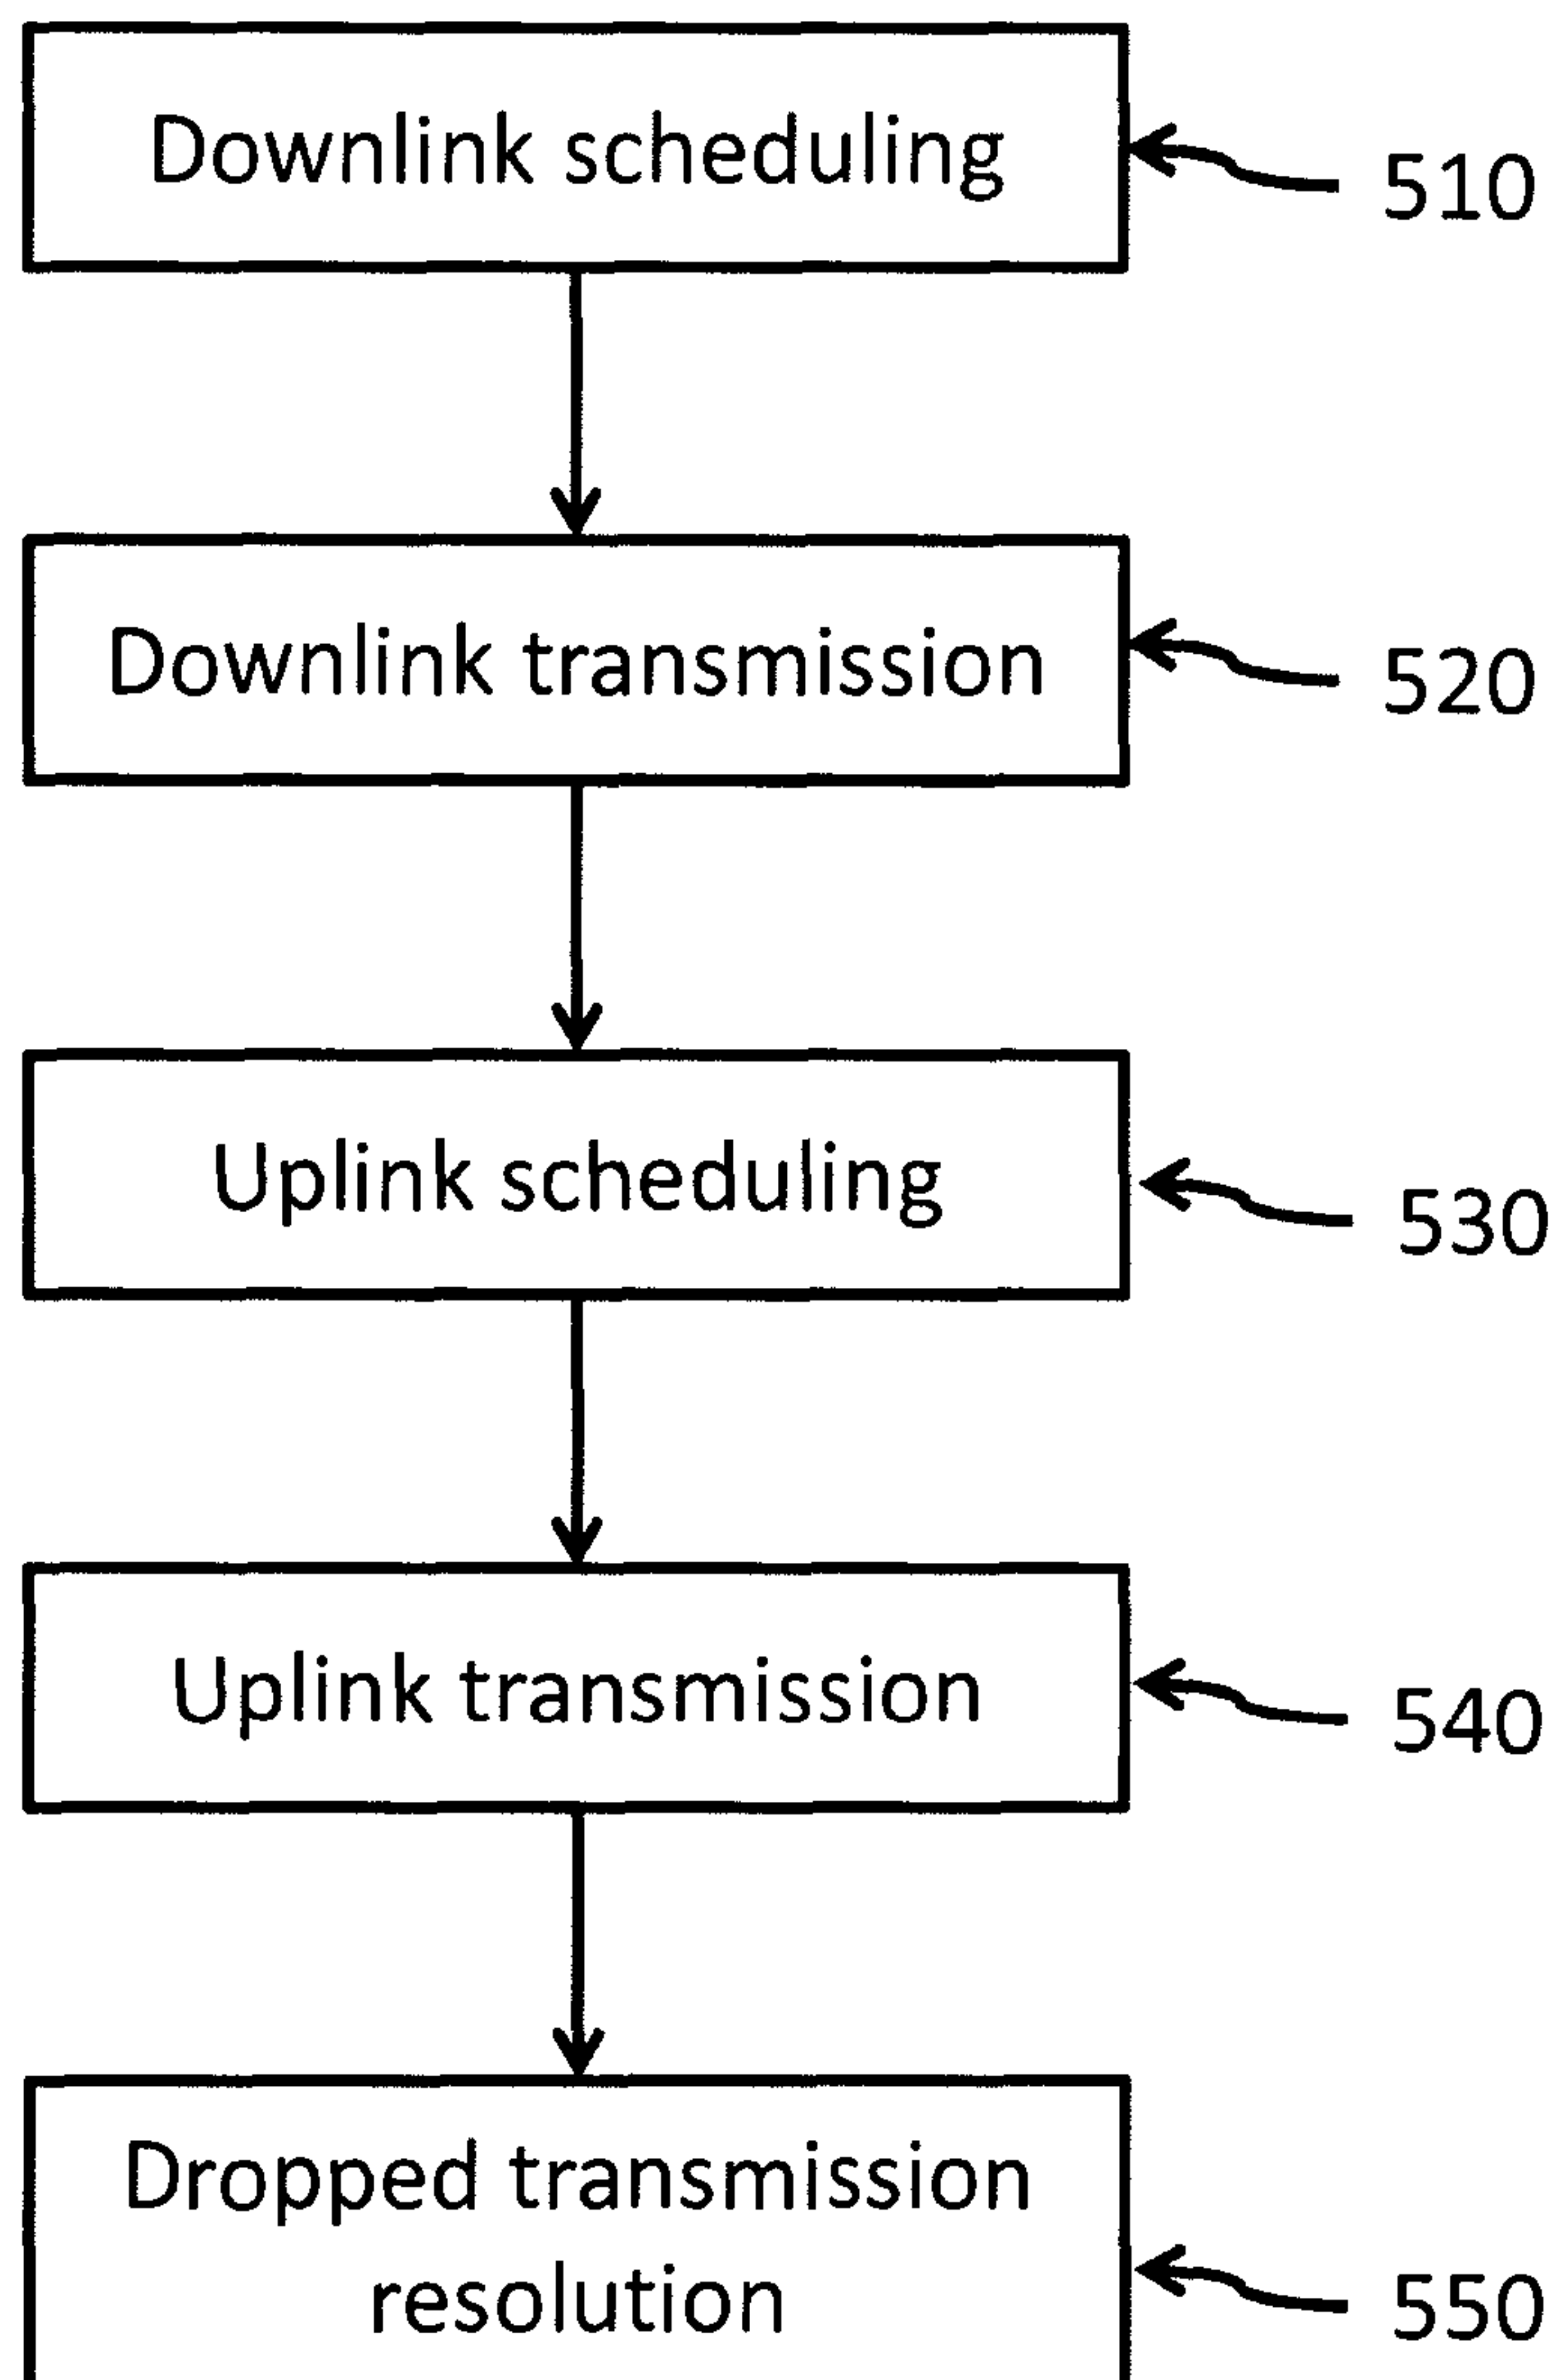 Downlink scheduling
510
Downlink transmission
520
Uplink scheduling
530
Uplink transmission
540
Dropped transmission
resolution
550